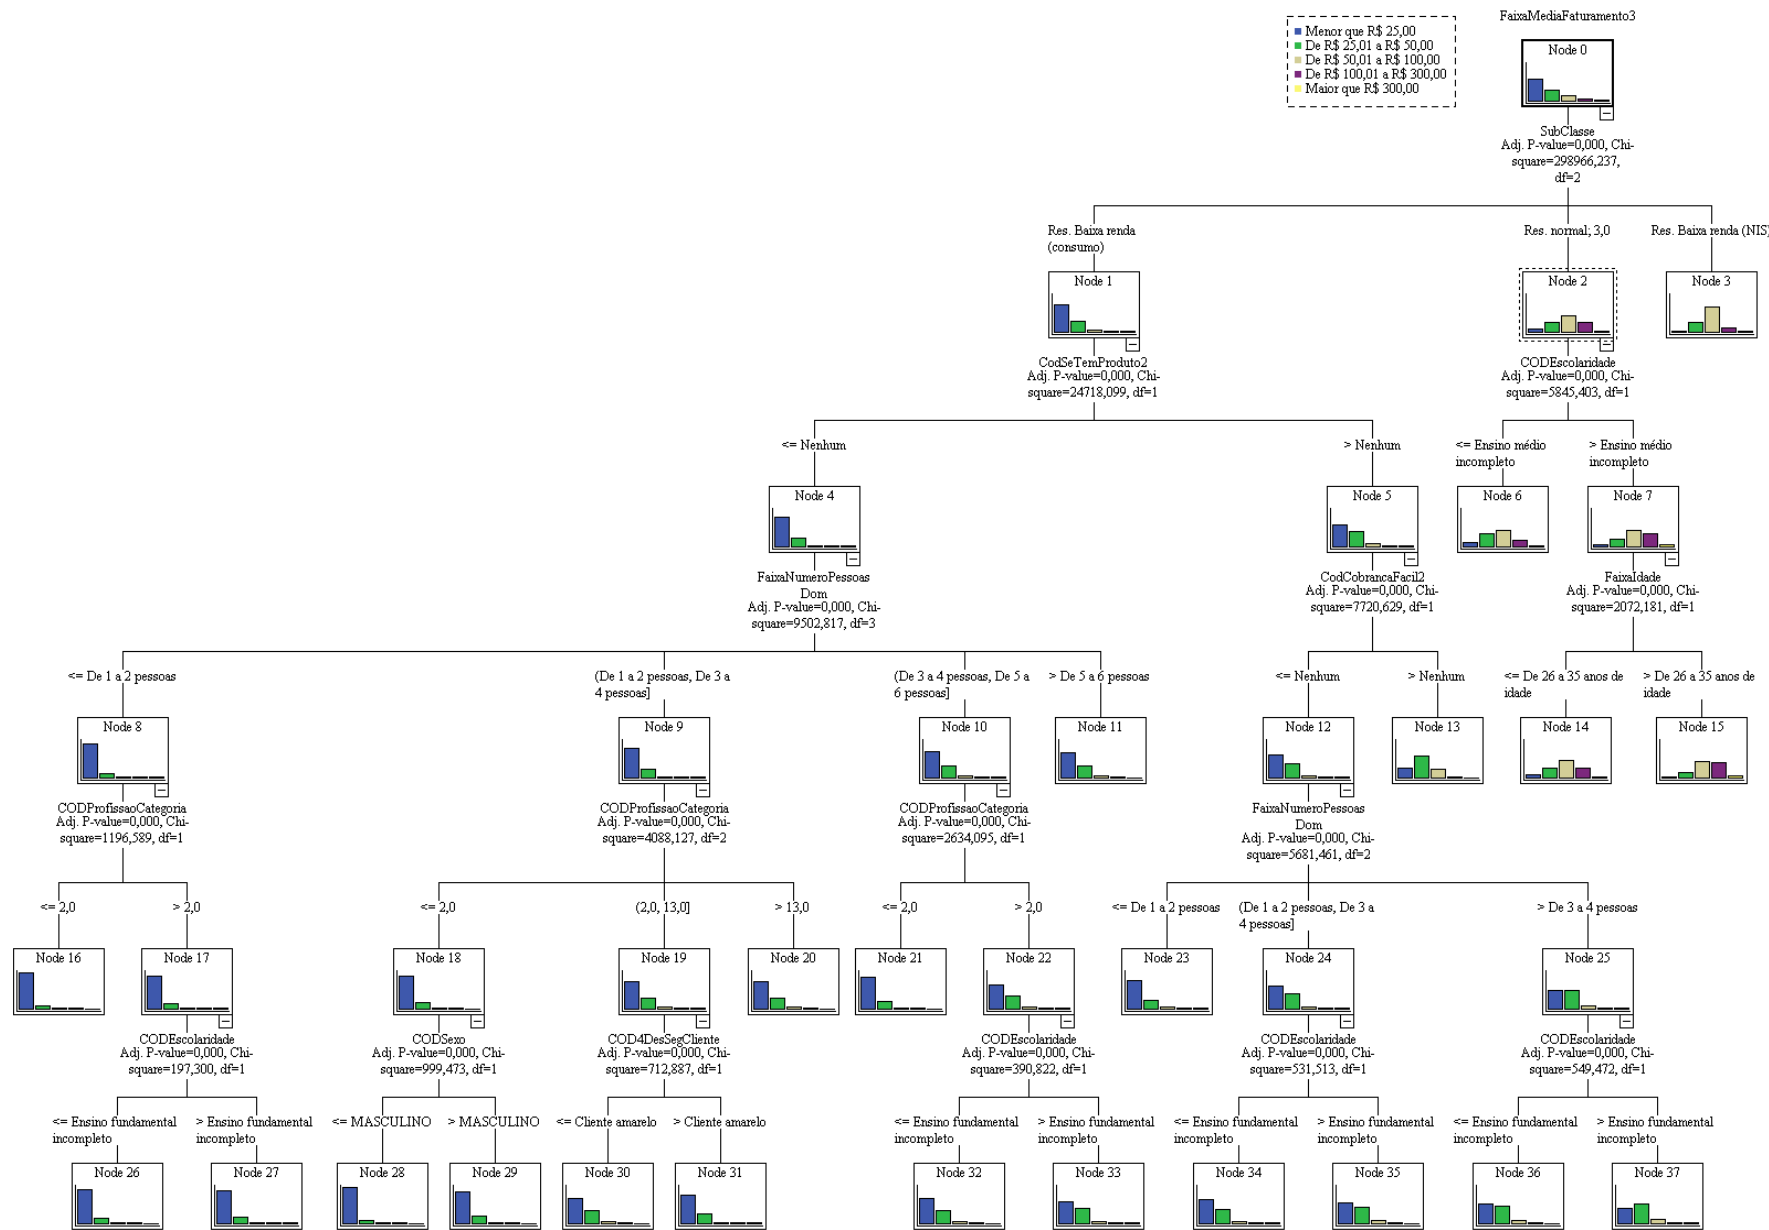 FaixaMediaFaturamento3
Menor que R$ 25,00
De R$ 25,01 a R$ 50,00
De R$ 50,01 a R$ 100,00
De R$ 100,01 a R$ 300,00
Maior que R$ 300,00
Node 0
SubClasse
Adj. P-value=0,000, Chi-
square=298966,237,
df=2
Res. Baixa renda
(consumo)
Res. normal; 3,0
Res. Baixa renda (NIS)
Node 1
Node 2
Node 3
CodSeTemProduto2
Adj. P-value=0,000, Chi-
square=24718,099, df=1
CODEscolaridade
Adj. P-value=0,000, Chi-
square=5845,403, df=1
<= Nenhum
> Nenhum
<= Ensino médio
incompleto
> Ensino médio
incompleto
Node 4
Node 5
Node 6
Node 7
FaixaNumeroPessoas
Dom
Adj. P-value=0,000, Chi-
square=9502,817, df=3
CodCobrancaFacil2
Adj. P-value=0,000, Chi-
square=7720,629, df=1
FaixaIdade
Adj. P-value=0,000, Chi-
square=2072,181, df=1
<= De 1 a 2 pessoas
(De 1 a 2 pessoas, De 3 a
4 pessoas]
(De 3 a 4 pessoas, De 5 a
6 pessoas]
> De 5 a 6 pessoas
<= Nenhum
> Nenhum
<= De 26 a 35 anos de
idade
> De 26 a 35 anos de
idade
Node 8
Node 9
Node 10
Node 11
Node 12
Node 13
Node 14
Node 15
CODProfissaoCategoria
Adj. P-value=0,000, Chi-
square=1196,589, df=1
CODProfissaoCategoria
Adj. P-value=0,000, Chi-
square=4088,127, df=2
CODProfissaoCategoria
Adj. P-value=0,000, Chi-
square=2634,095, df=1
FaixaNumeroPessoas
Dom
Adj. P-value=0,000, Chi-
square=5681,461, df=2
<= 2,0
> 2,0
<= 2,0
(2,0, 13,0]
> 13,0
<= 2,0
> 2,0
<= De 1 a 2 pessoas
(De 1 a 2 pessoas, De 3 a
4 pessoas]
> De 3 a 4 pessoas
Node 16
Node 17
Node 18
Node 19
Node 20
Node 21
Node 22
Node 23
Node 24
Node 25
CODEscolaridade
Adj. P-value=0,000, Chi-
square=197,300, df=1
CODSexo
Adj. P-value=0,000, Chi-
square=999,473, df=1
COD4DesSegCliente
Adj. P-value=0,000, Chi-
square=712,887, df=1
CODEscolaridade
Adj. P-value=0,000, Chi-
square=390,822, df=1
CODEscolaridade
Adj. P-value=0,000, Chi-
square=531,513, df=1
CODEscolaridade
Adj. P-value=0,000, Chi-
square=549,472, df=1
<= Ensino fundamental
incompleto
> Ensino fundamental
incompleto
<= MASCULINO
> MASCULINO
<= Cliente amarelo
> Cliente amarelo
<= Ensino fundamental
incompleto
> Ensino fundamental
incompleto
<= Ensino fundamental
incompleto
> Ensino fundamental
incompleto
<= Ensino fundamental
incompleto
> Ensino fundamental
incompleto
Node 26
Node 27
Node 28
Node 29
Node 30
Node 31
Node 32
Node 33
Node 34
Node 35
Node 36
Node 37